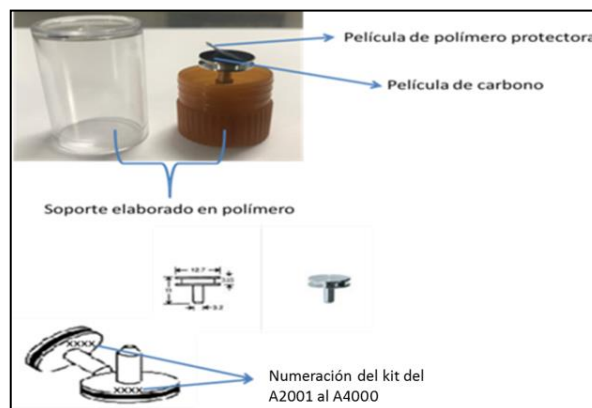 Película de polímero protectora
Película de carbono
Soporte elaborado en polímero
12.7
3.2
XXXX
XXXX
Numeración del kit del
A2001 al A4000